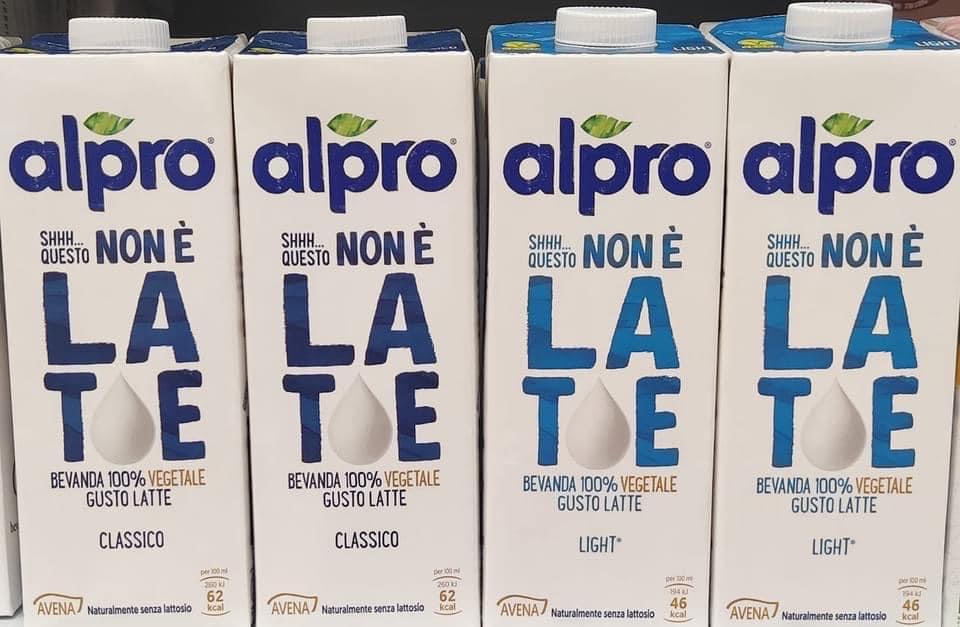 alpro®
SHHH...
QUESTO NON È
LA
T E
BEVANDA 100% VEGETALE
GUSTO LATTE
CLASSICO
per 100 ml
260 kJ
62
kcal
AVENA
Naturalmente senza lattosio
alpro®
SHHH...
QUESTO NON È
LA
T E
BEVANDA 100% VEGETALE
GUSTO LATTE
CLASSICO
per 100 ml
260 kJ
62
kcal
AVENA
Naturalmente senza lattosio
LIGHT
alpro®
SHHH...
QUESTO NON È
LA
T E
BEVANDA 100% VEGETALE
GUSTO LATTE
LIGHT*
per 100 ml
194 kJ
46
kcal
AVENA
Naturalmente senza lattosio
LIGHT
alpro®
SHHH...
QUESTO NON È
LA
T E
BEVANDA 100% VEGETALE
GUSTO LATTE
LIGHT*
per 100 ml
194 kJ
46
kcal
AVENA
Naturalmente senza lattosio